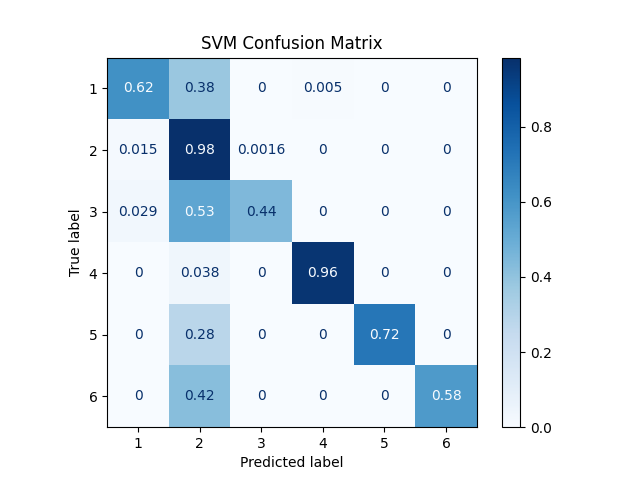 SVM Confusion Matrix
1 0.62 0.38 0 0.005 0 0
2 0.015 0.98 0.0016 0 0 0
3 0.029 0.53 0.44 0 0 0
4 0 0.038 0 0.96 0 0
5 0 0.28 0 0 0.72 0
6 0 0.42 0 0 0 0.58
1 2 3 4 5 6
Predicted label
True label
0.8
0.6
0.4
0.2
0.0